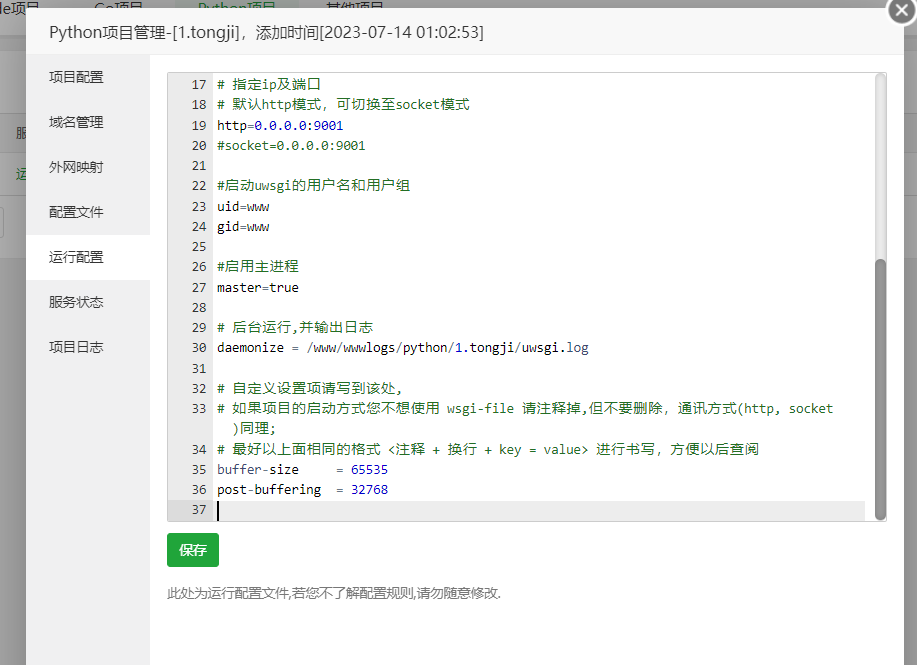 Go项目
Python项目
其他项目
Python项目管理-[1.tongji]，添加时间[2023-07-14 01:02:53]
项目配置
域名管理
外网映射
配置文件
运行配置
服务状态
项目日志
17 # 指定ip及端口
18 # 默认http模式，可切换至socket模式
19 http=0.0.0.0:9001
20 #socket=0.0.0.0:9001
21
22 #启动uwsgi的用户名和用户组
23 uid=www
24 gid=www
25
26 #启用主进程
27 master=true
28
29 # 后台运行,并输出日志
30 daemonize = /www/wwwlogs/python/1.tongji/uwsgi.log
31
32 # 自定义设置项请写到该处,
33 # 如果项目的启动方式您不想使用 wsgi-file 请注释掉,但不要删除，通讯方式(http, socket
)同理;
34 # 最好以上面相同的格式 <注释 + 换行 + key = value> 进行书写，方便以后查阅
35 buffer-size     = 65535
36 post-buffering  = 32768
37
保存
此处为运行配置文件,若您不了解配置规则,请勿随意修改.